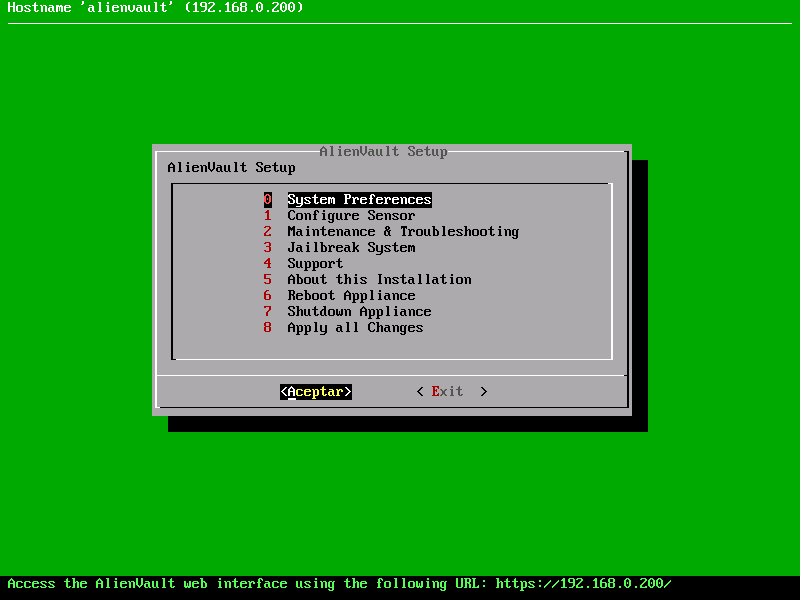 Hostname 'alienvault' (192.168.0.200)
AlienVault Setup
AlienVault Setup
0 System Preferences
1 Configure Sensor
2 Maintenance & Troubleshooting
3 Jailbreak System
4 Support
5 About this Installation
6 Reboot Appliance
7 Shutdown Appliance
8 Apply all Changes
<Aceptar> < Exit >
Access the AlienVault web interface using the following URL: https://192.168.0.200/